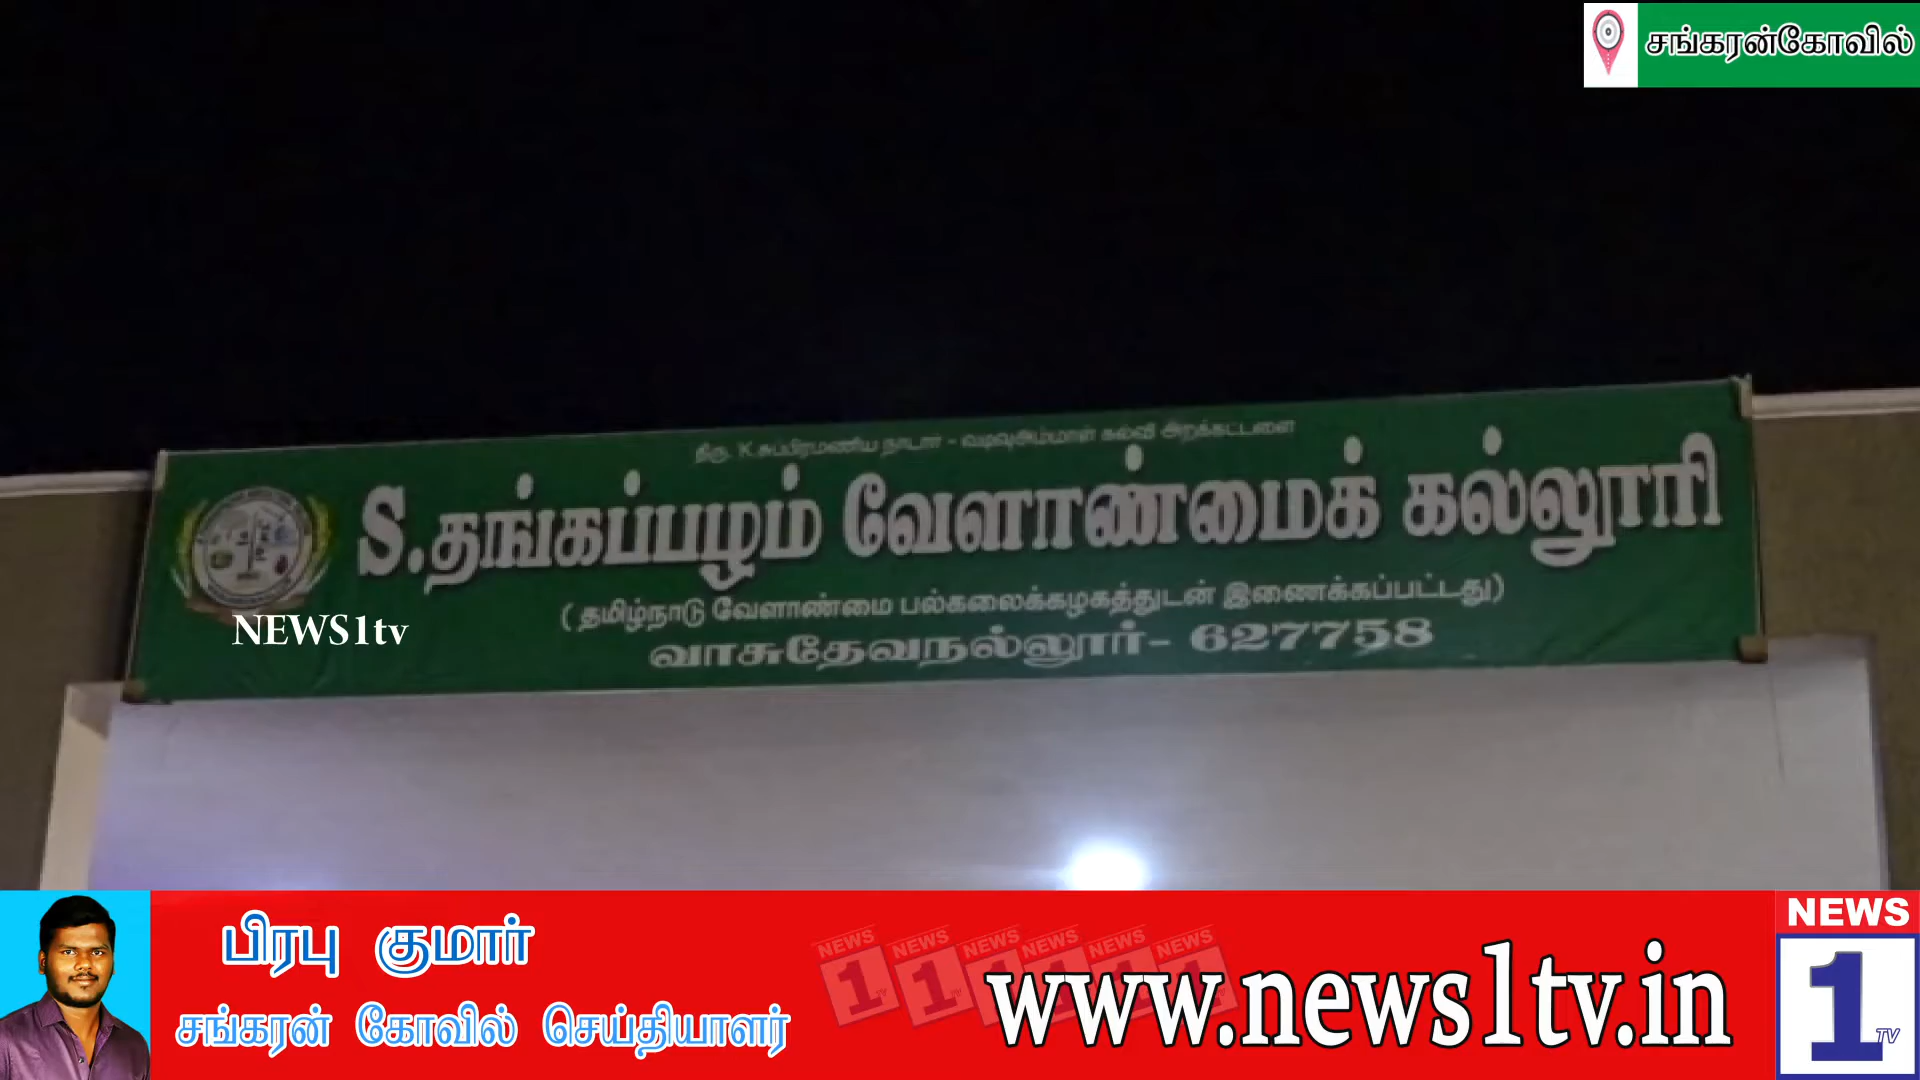 சங்கரன்கோவில்
திரு. K.சுப்பிரமணிய நாடார் - வடிவுஅம்மாள் கல்வி அறக்கட்டளை
S.தங்கப்பழம் வேளாண்மைக் கல்லூரி
(தமிழ்நாடு வேளாண்மை பல்கலைக்கழகத்துடன் இணைக்கப்பட்டது)
வாசுதேவநல்லூர்- 627758
NEWS1tv
பிரபு குமார்
சங்கரன் கோவில் செய்தியாளர்
www.news1tv.in
NEWS
1
TV